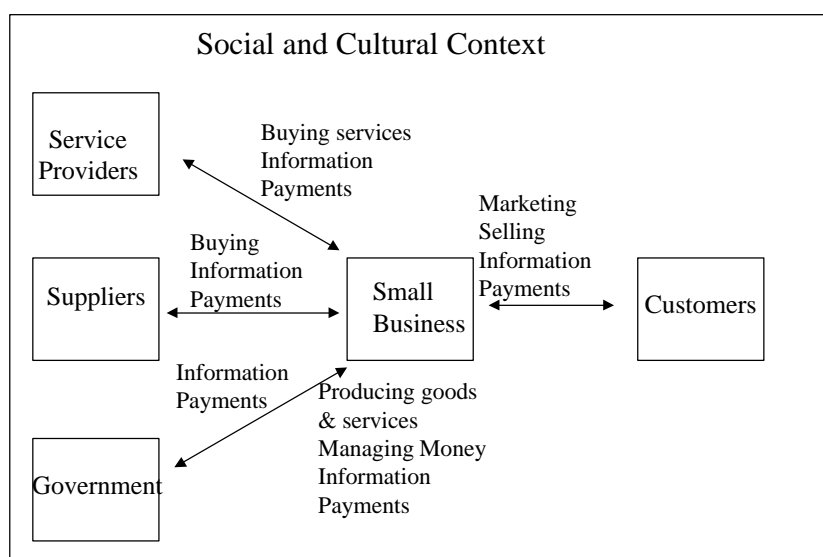 Social and Cultural Context
Service
Providers
Buying services
Information
Payments
Marketing
Selling
Information
Payments
Buying
Information
Payments
Suppliers
Small
Business
Customers
Information
Payments
Producing goods
& services
Managing Money
Information
Payments
Government